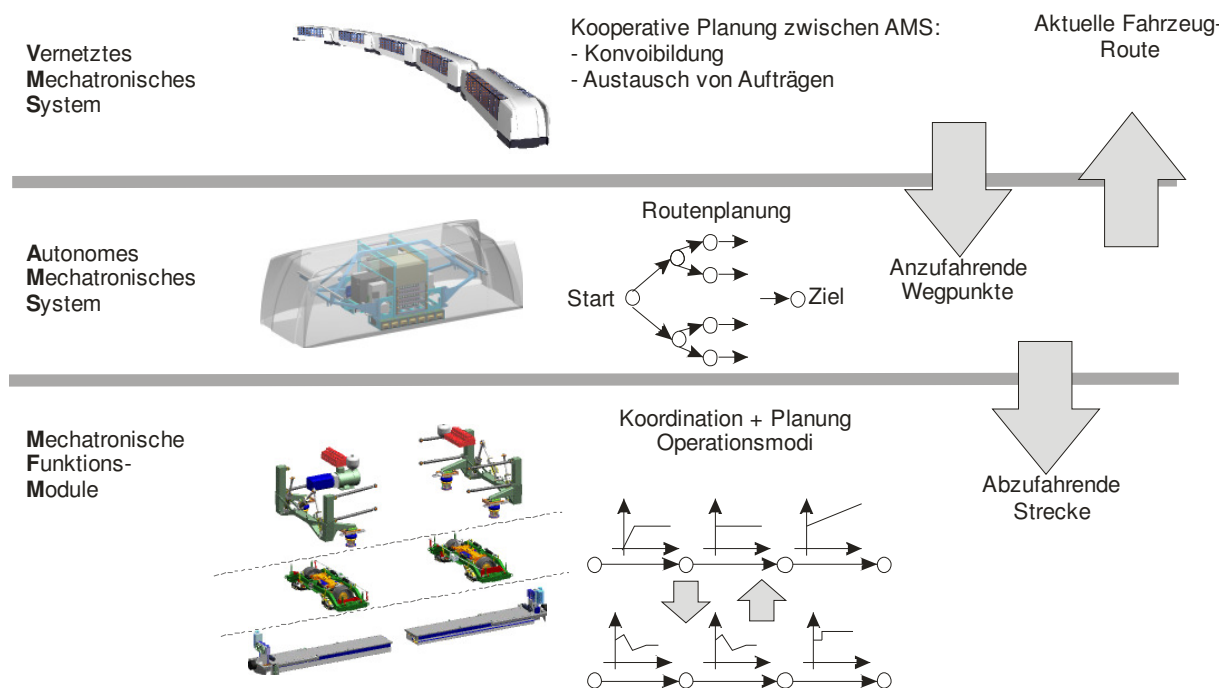 Vernetztes
Mechatronisches
System
Kooperative Planung zwischen AMS:
- Konvoibildung
- Austausch von Aufträgen
Aktuelle Fahrzeug-
Route
Autonomes
Mechatronisches
System
Routenplanung
Start
Ziel
Anzufahrende
Wegpunkte
Mechatronische
Funktions-
Module
Koordination + Planung
Operationsmodi
Abzufahrende
Strecke